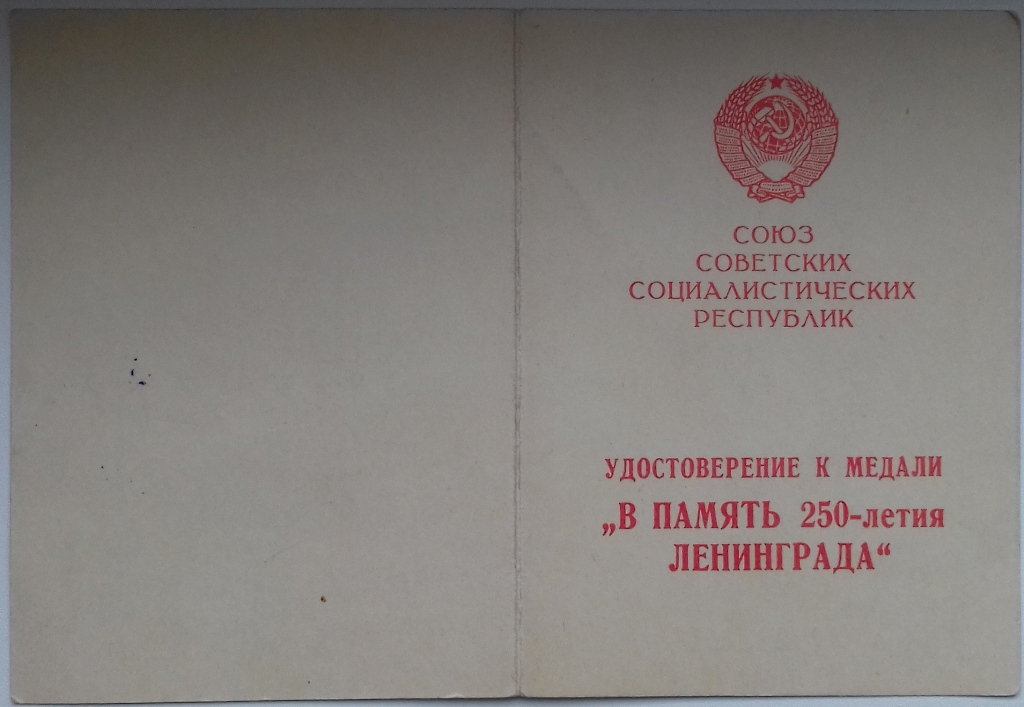 СОЮЗ
СОВЕТСКИХ
СОЦИАЛИСТИЧЕСКИХ
РЕСПУБЛИК
УДОСТОВЕРЕНИЕ К МЕДАЛИ
„В ПАМЯТЬ 250-летия
ЛЕНИНГРАДА“